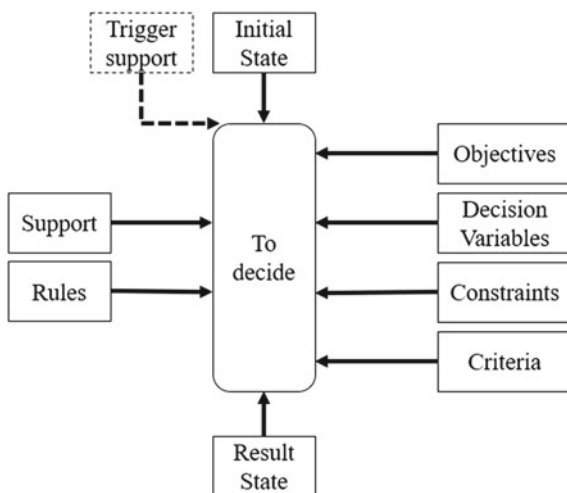 Trigger
support
Initial
State
Objectives
Support
Decision
Variables
To
decide
Rules
Constraints
Criteria
Result
State